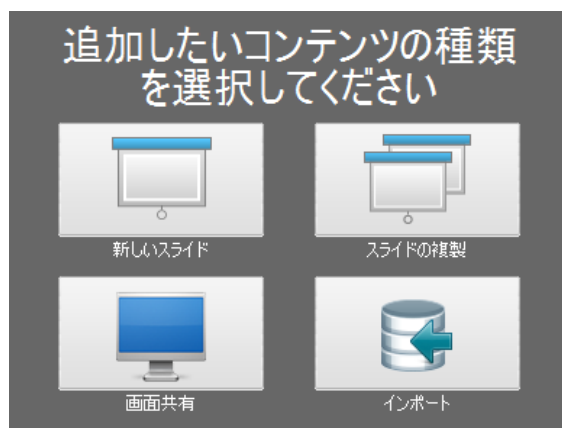 追加したいコンテンツの種類
を選択してください
新しいスライド
スライドの複製
画面共有
インポート